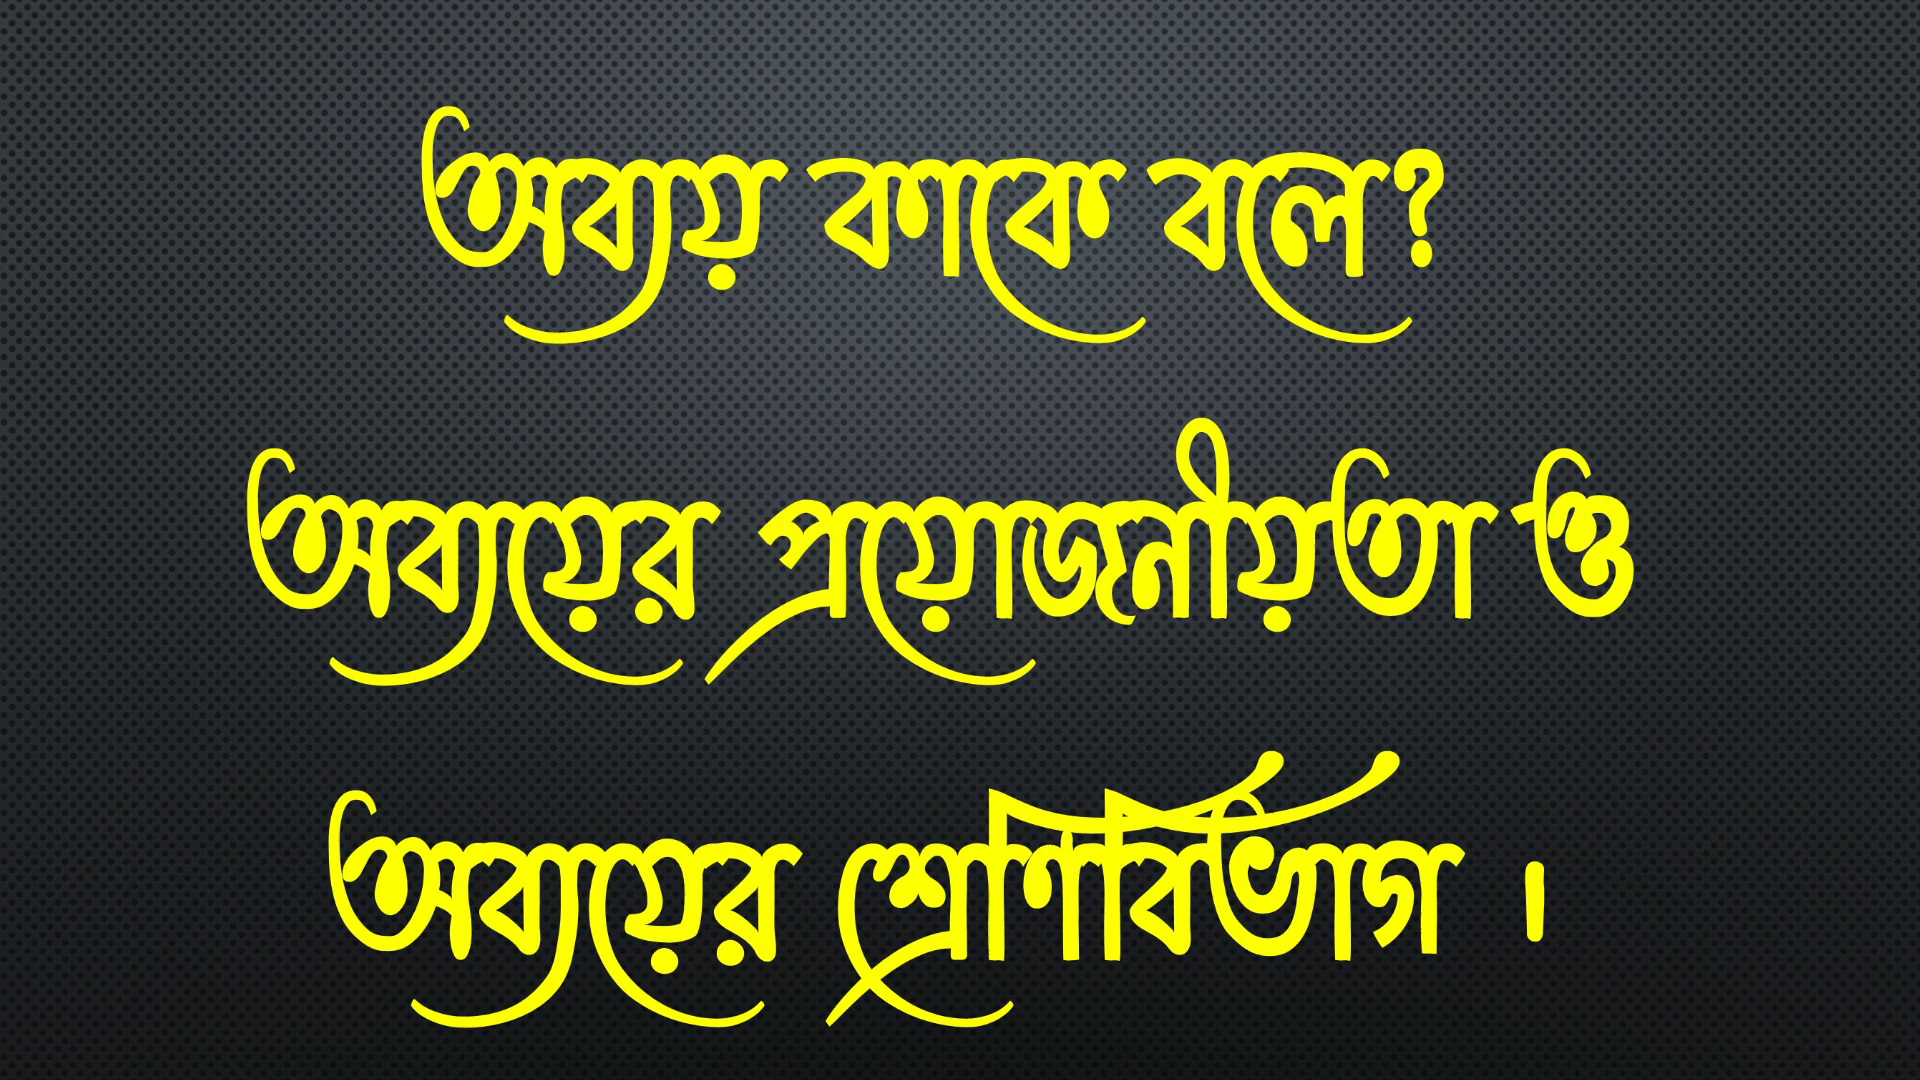 অব্যয় কাকে বলে?
অব্যয়ের প্রয়োজনীয়তা ও
অব্যয়ের শ্রেণিবিভাগ ।